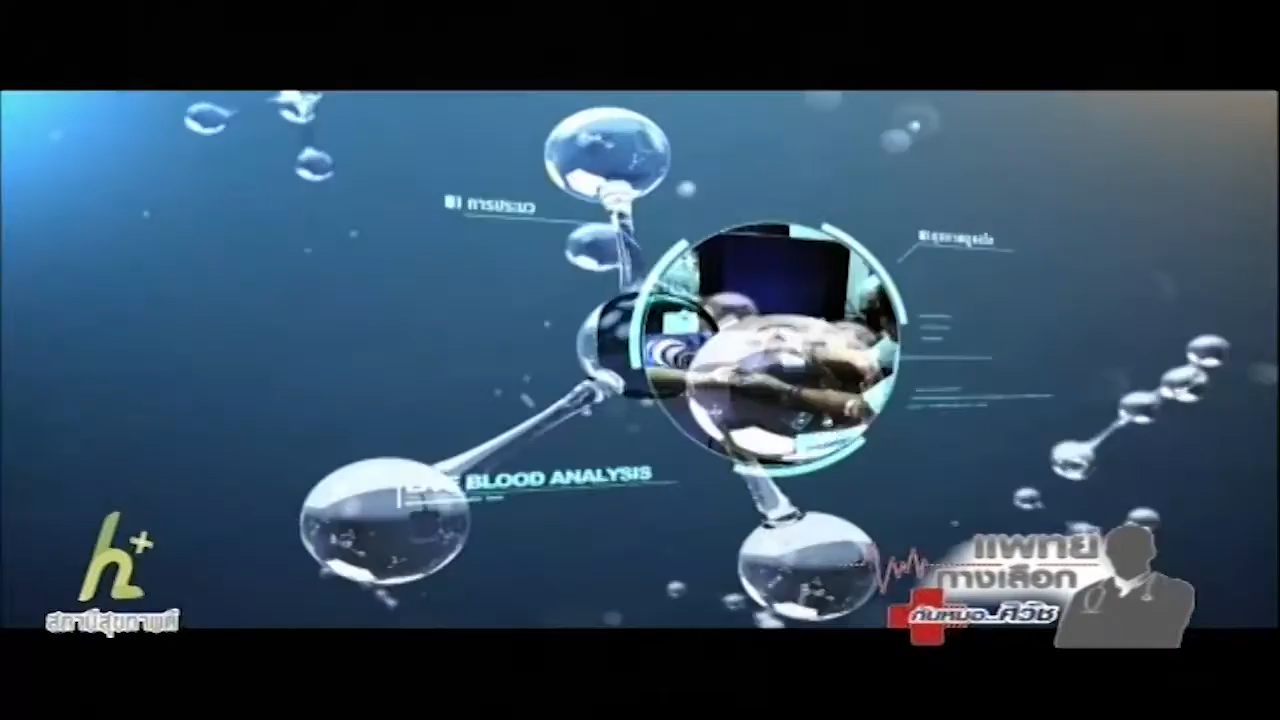 การประมว
LIVE BLOOD ANALYSIS
h+
สถานีสุขภาพดี
แพทย์
ทางเลือก
กับหมอ..ศิวัช